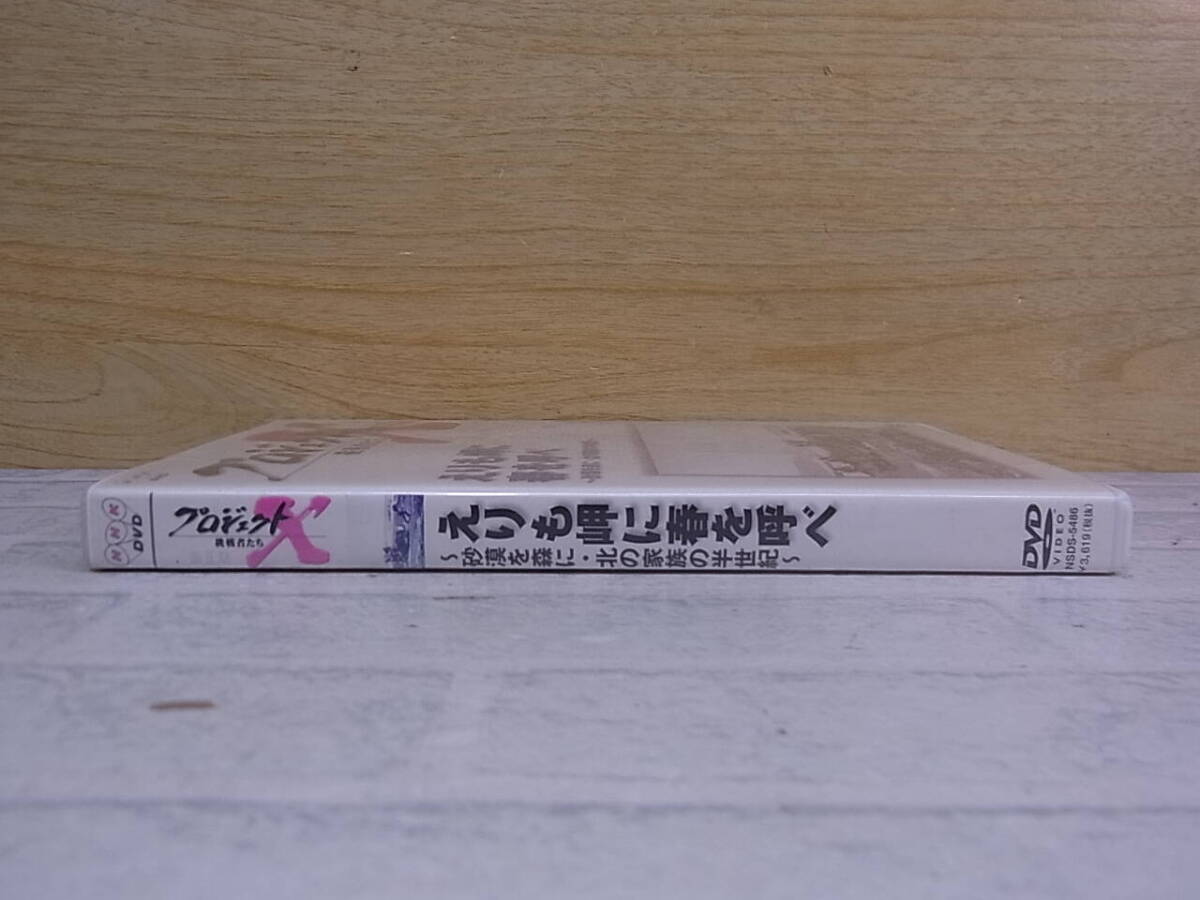 NHK
DVD
プロジェクトX
挑戦者たち
えりも岬に春を呼べ
〜砂漠を森に・北の家族の半世紀〜
DVD
VIDEO
NSDS-5486
¥3,619(税抜)